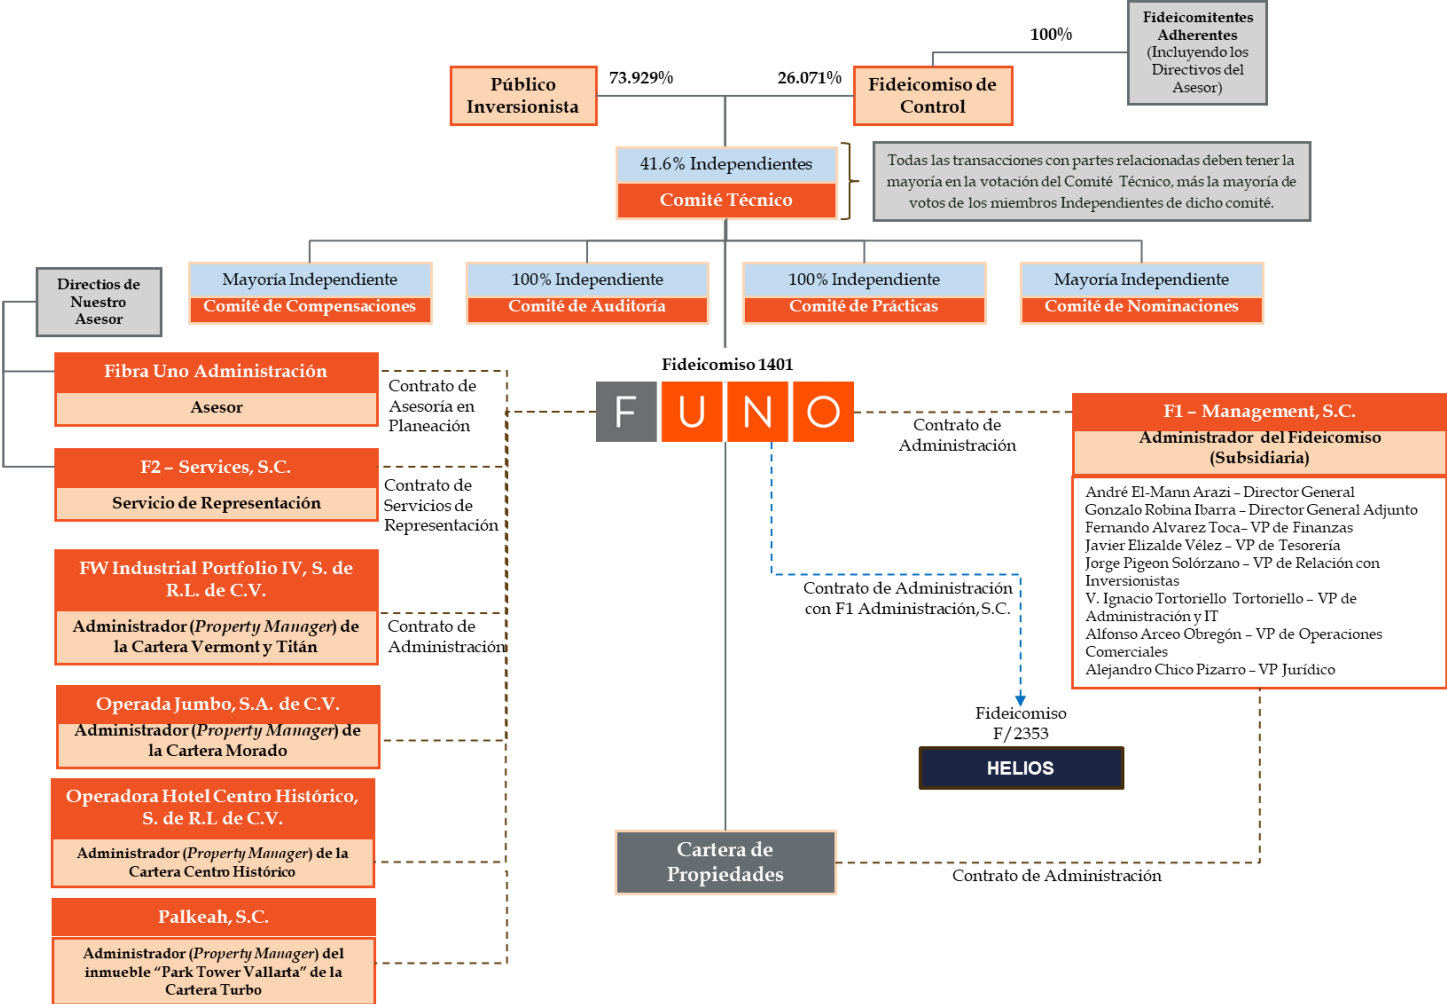 Fideicomitentes
Adherentes
(Incluyendo los
Directivos del
Asesor)
100%
Público
Inversionista
73.929%
26.071%
Fideicomiso de
Control
41.6% Independientes
Comité Técnico
Todas las transacciones con partes relacionadas deben tener la
mayoría en la votación del Comité Técnico, más la mayoría de
votos de los miembros Independientes de dicho comité.
Mayoría Independiente
Comité de Compensaciones
100% Independiente
Comité de Auditoría
100% Independiente
Comité de Prácticas
Mayoría Independiente
Comité de Nominaciones
Directios de
Nuestro
Asesor
Fibra Uno Administración
Asesor
Contrato de
Asesoría en
Planeación
F2 – Services, S.C.
Servicio de Representación
Contrato de
Servicios de
Representación
FW Industrial Portfolio IV, S. de
R.L. de C.V.
Administrador (Property Manager) de
la Cartera Vermont y Titán
Contrato de
Administración
Operada Jumbo, S.A. de C.V.
Administrador (Property Manager) de
la Cartera Morado
Operadora Hotel Centro Histórico,
S. de R.L de C.V.
Administrador (Property Manager) de la
Cartera Centro Histórico
Palkeah, S.C.
Administrador (Property Manager) del
inmueble “Park Tower Vallarta” de la
Cartera Turbo
Fideicomiso 1401
FUNO
Contrato de
Administración
F1 – Management, S.C.
Administrador del Fideicomiso
(Subsidiaria)
André El-Mann Arazi – Director General
Gonzalo Robina Ibarra – Director General Adjunto
Fernando Alvarez Toca– VP de Finanzas
Javier Elizalde Vélez – VP de Tesorería
Jorge Pigeon Solórzano – VP de Relación con
Inversionistas
V. Ignacio Tortoriello Tortoriello – VP de
Administración y IT
Alfonso Arceo Obregón – VP de Operaciones
Comerciales
Alejandro Chico Pizarro – VP Jurídico
Contrato de Administración
con F1 Administración, S.C.
Fideicomiso
F/2353
HELIOS
Cartera de
Propiedades
Contrato de Administración